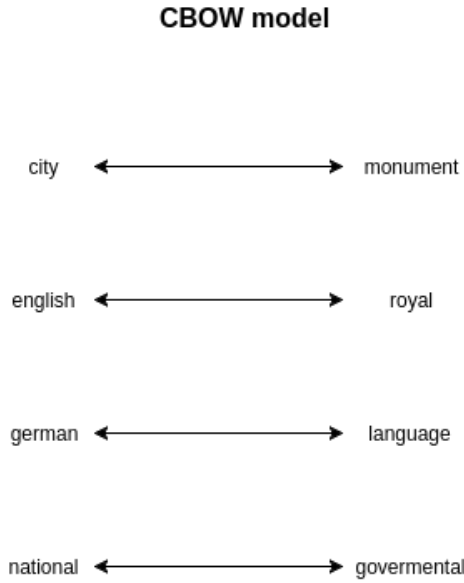 CBOW model
city monument
english royal
german language
national govermental